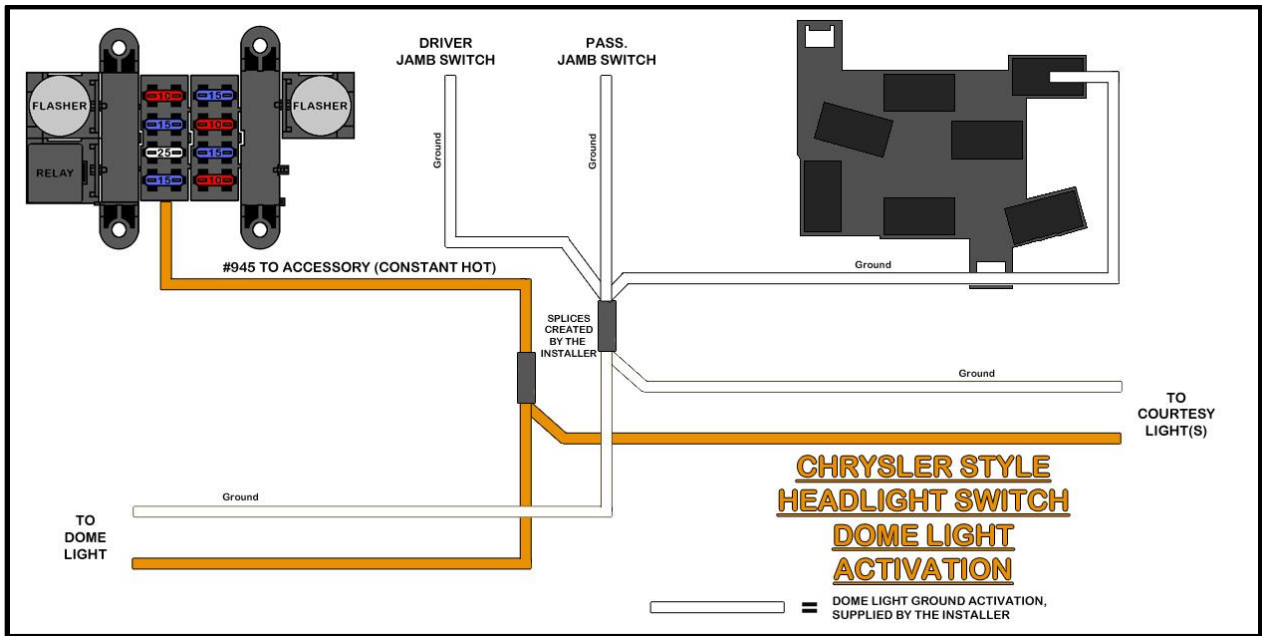 DRIVER
JAMB SWITCH
PASS.
JAMB SWITCH
FLASHER
10
15
FLASHER
15
10
RELAY
25
15
15
10
Ground
Ground
#945 TO ACCESSORY (CONSTANT HOT)
Ground
SPLICES
CREATED
BY THE
INSTALLER
Ground
TO
COURTESY
LIGHT(S)
Ground
TO
DOME
LIGHT
CHRYSLER STYLE
HEADLIGHT SWITCH
DOME LIGHT
ACTIVATION
= DOME LIGHT GROUND ACTIVATION,
SUPPLIED BY THE INSTALLER